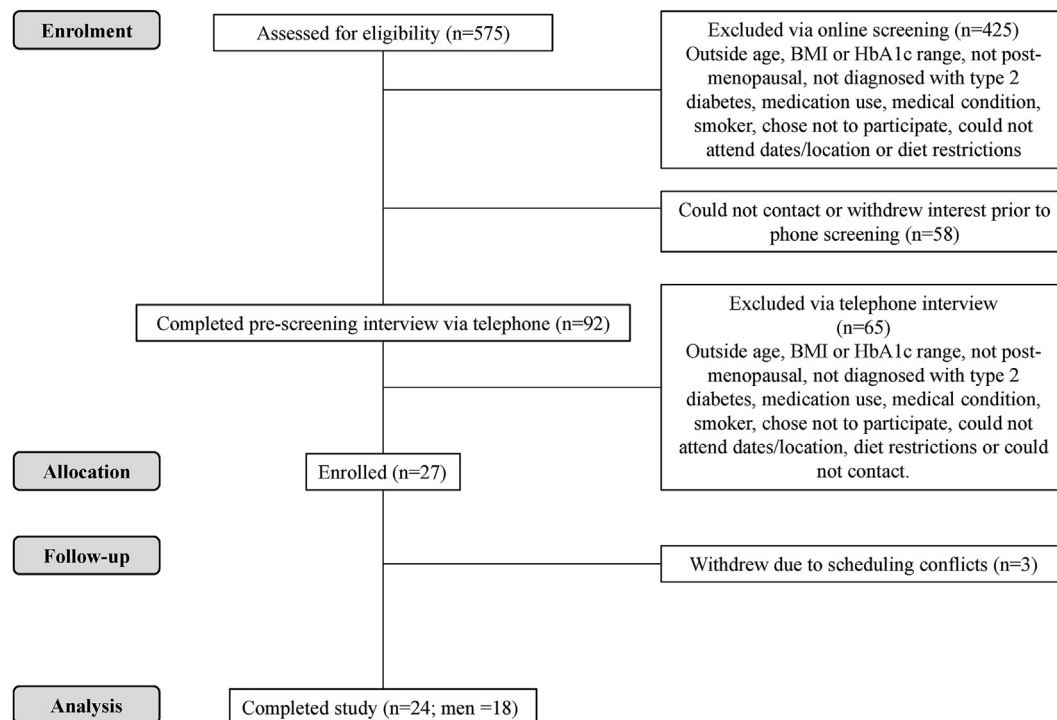 Enrolment
Assessed for eligibility (n=575)
Excluded via online screening (n=425)
Outside age, BMI or HbA1c range, not post-
menopausal, not diagnosed with type 2
diabetes, medication use, medical condition,
smoker, chose not to participate, could not
attend dates/location or diet restrictions
Could not contact or withdrew interest prior to
phone screening (n=58)
Completed pre-screening interview via telephone (n=92)
Excluded via telephone interview
(n=65)
Outside age, BMI or HbA1c range, not post-
menopausal, not diagnosed with type 2
diabetes, medication use, medical condition,
smoker, chose not to participate, could not
attend dates/location, diet restrictions or could
not contact.
Allocation
Enrolled (n=27)
Follow-up
Withdrew due to scheduling conflicts (n=3)
Analysis
Completed study (n=24; men =18)